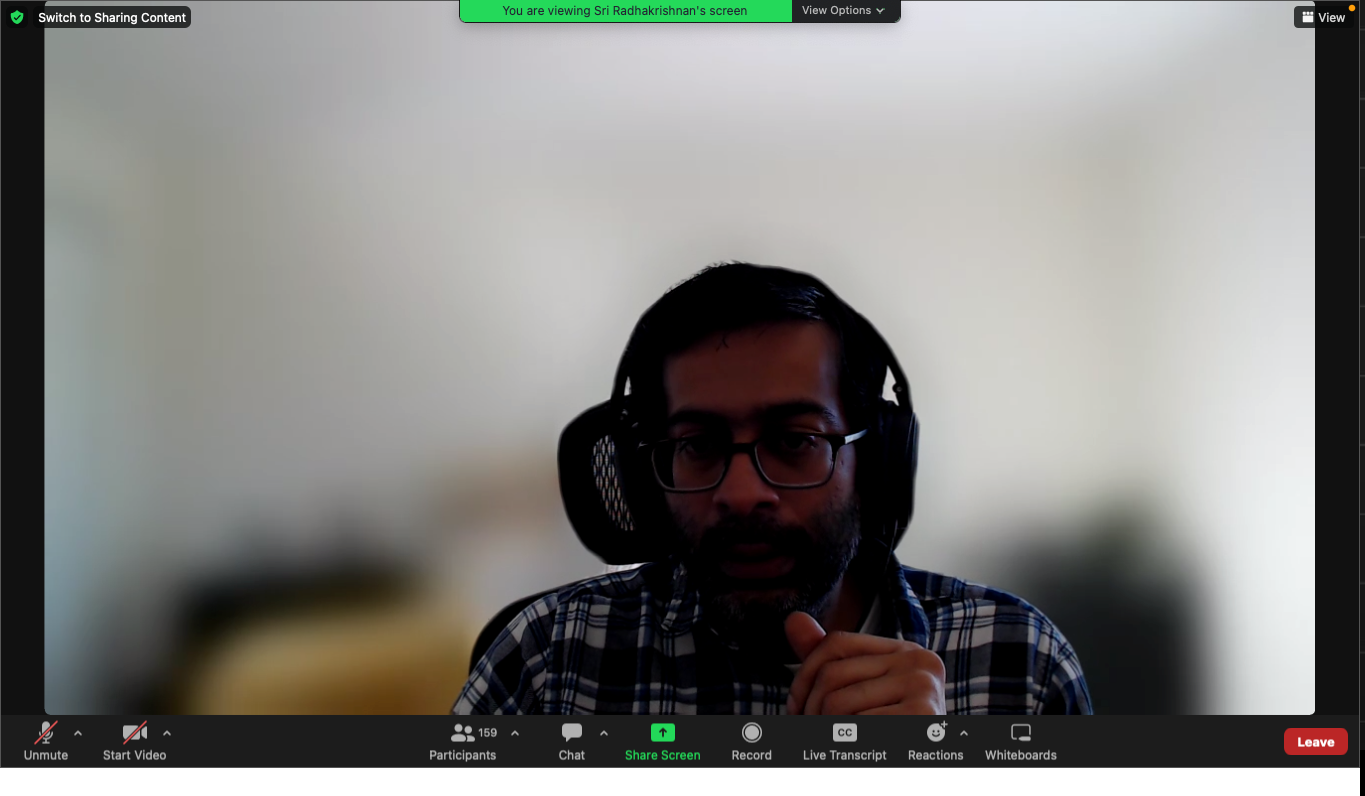 Switch to Sharing Content
You are viewing Sri Radhakrishnan's screen
View Options
View
Unmute
Start Video
159
Participants
Chat
Share Screen
Record
CC
Live Transcript
Reactions
Whiteboards
Leave